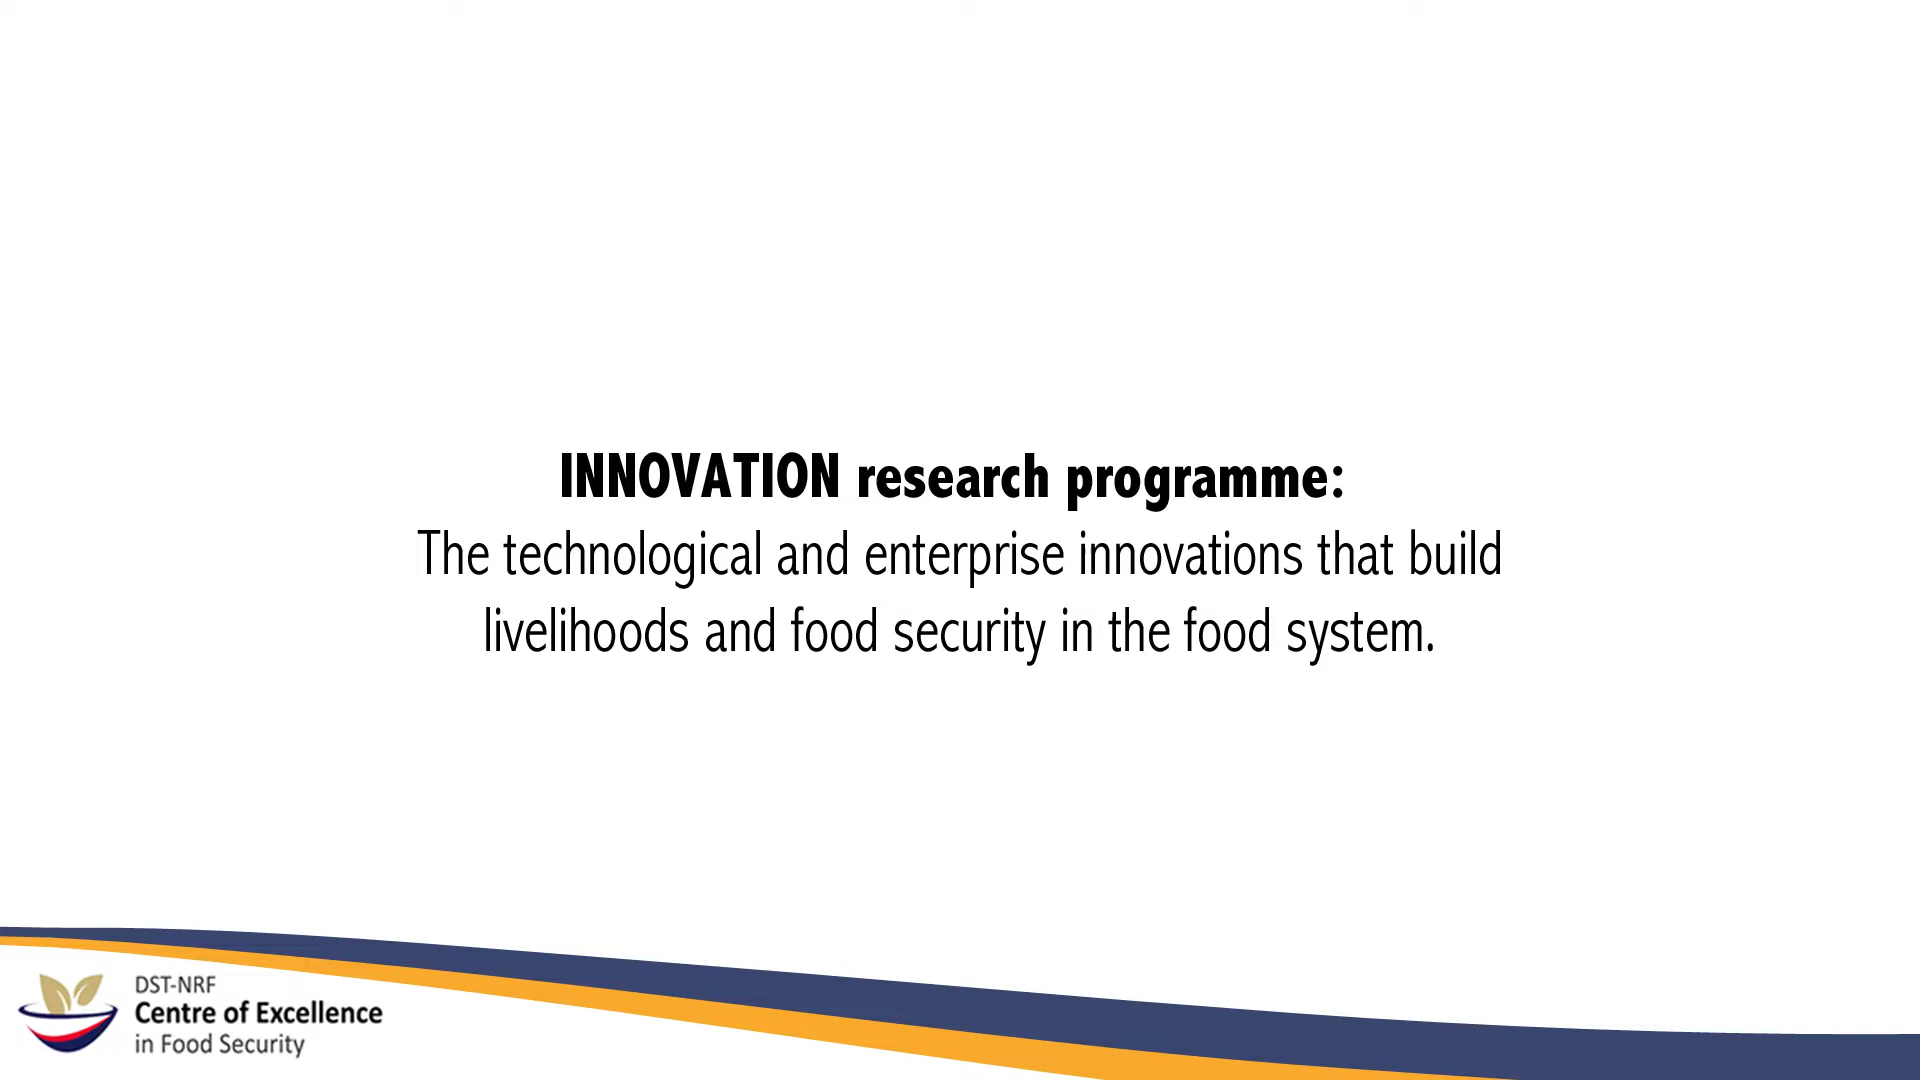 INNOVATION research programme:
The technological and enterprise innovations that build
livelihoods and food security in the food system.
DST-NRF
Centre of Excellence
in Food Security